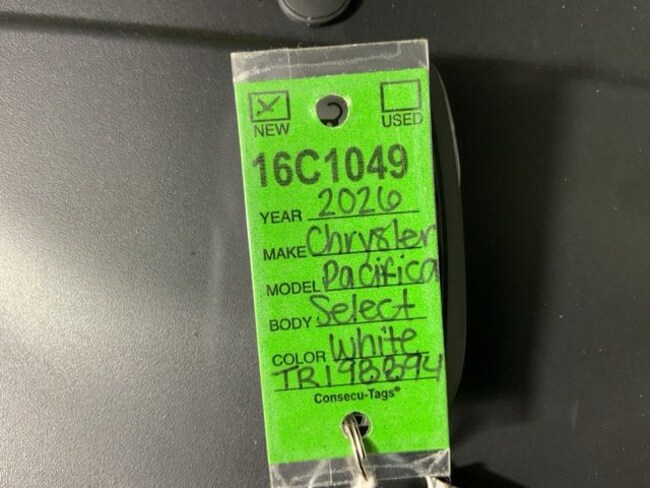 NEW USED
16C1049
YEAR 2026
MAKE Chrysler
MODEL Pacifica
BODY Select
COLOR White
TR198894
Consecu-Tags®